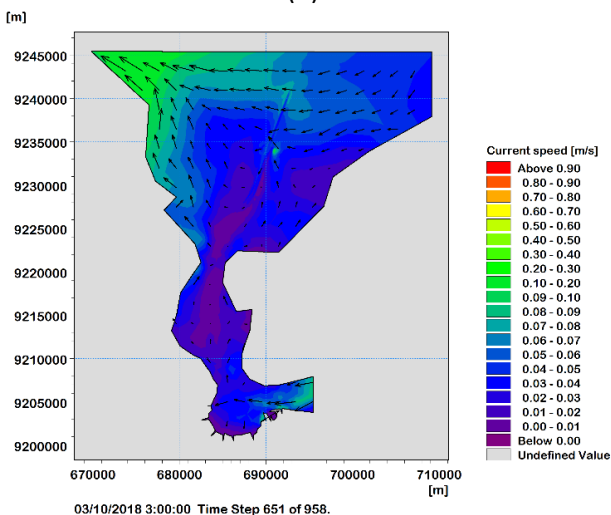 [m]
9245000
9240000
9235000
9230000
9225000
9220000
9215000
9210000
9205000
9200000
670000 680000 690000 700000 710000
[m]
03/10/2018 3:00:00 Time Step 651 of 958.
Current speed [m/s]
Above 0.90
0.80 - 0.90
0.70 - 0.80
0.60 - 0.70
0.50 - 0.60
0.40 - 0.50
0.30 - 0.40
0.20 - 0.30
0.10 - 0.20
0.09 - 0.10
0.08 - 0.09
0.07 - 0.08
0.06 - 0.07
0.05 - 0.06
0.04 - 0.05
0.03 - 0.04
0.02 - 0.03
0.01 - 0.02
0.00 - 0.01
Below 0.00
Undefined Value